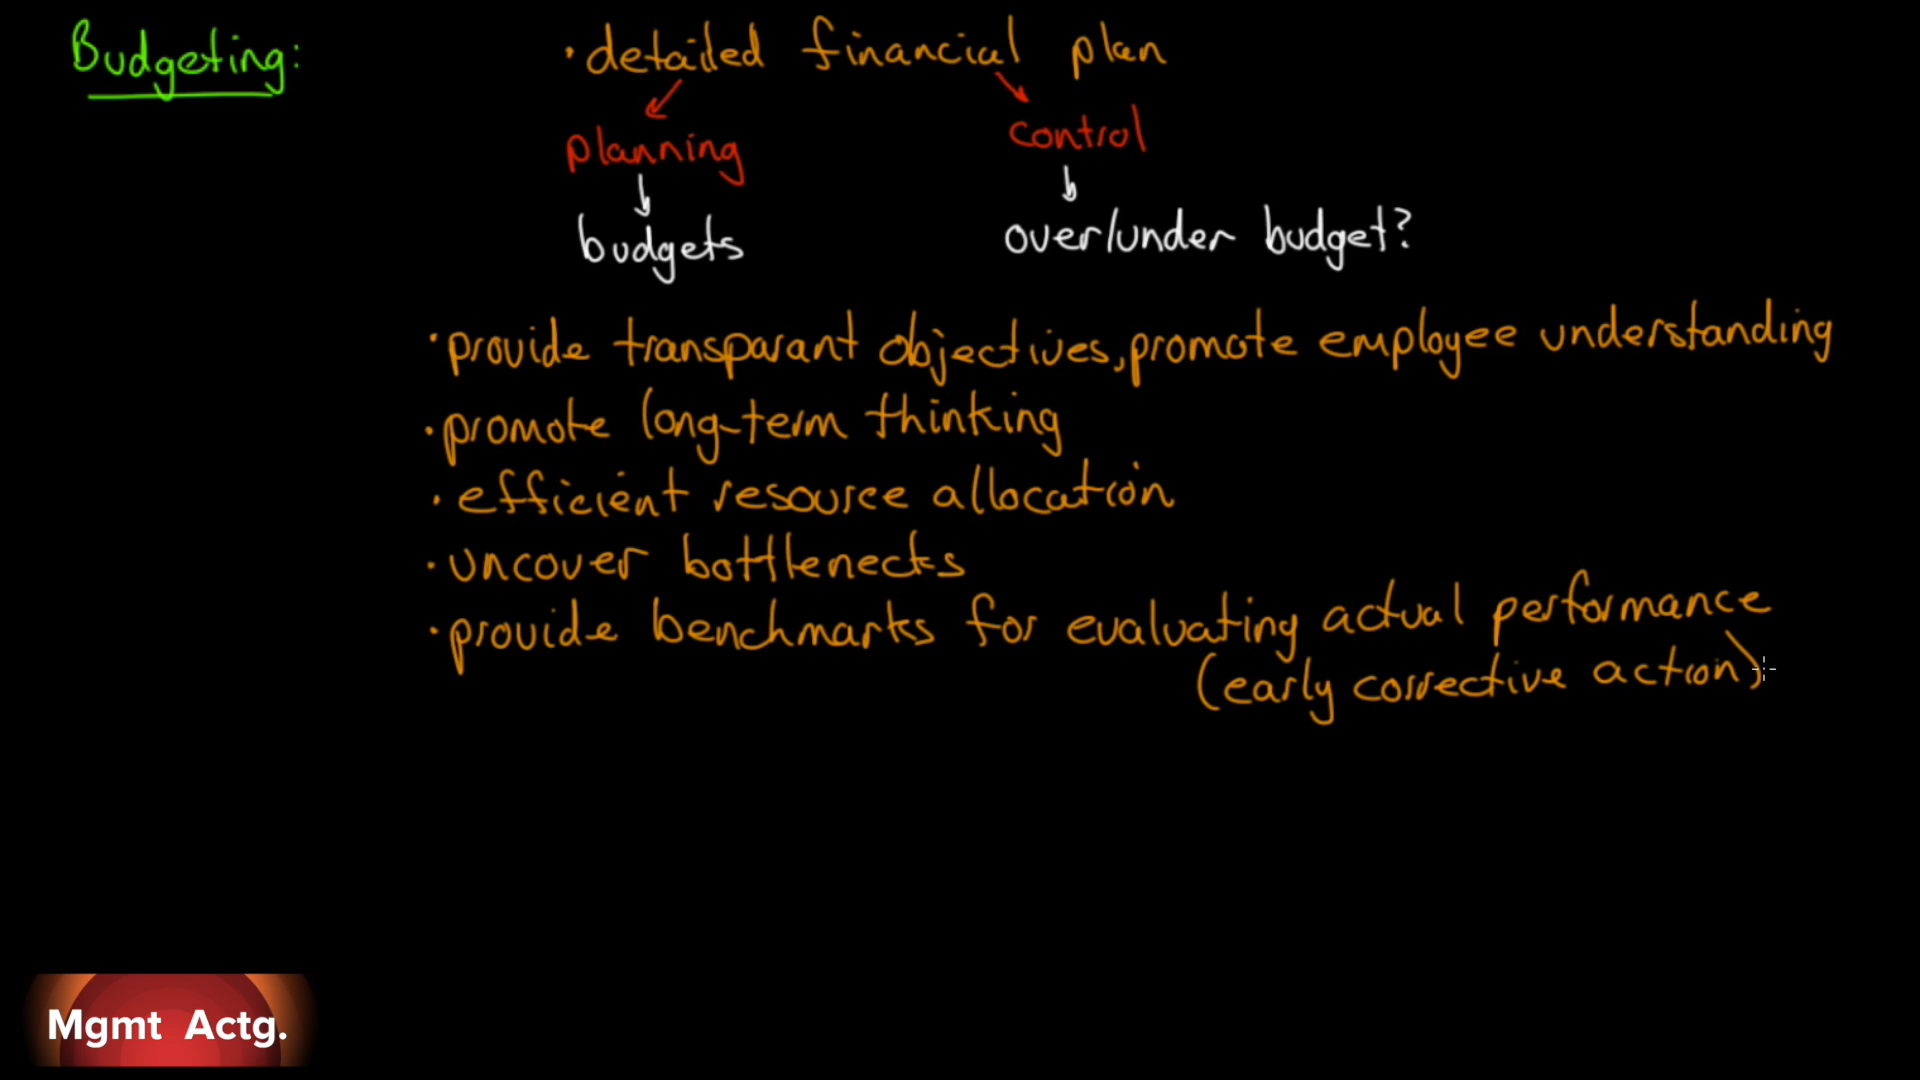 Budgeting: • detailed financial plan
planning control
budgets over/under budget?
• provide transparant objectives, promote employee understanding
• promote long-term thinking
• efficient resource allocation
• uncover bottlenecks
• provide benchmarks for evaluating actual performance
(early corrective action)
Mgmt Actg.